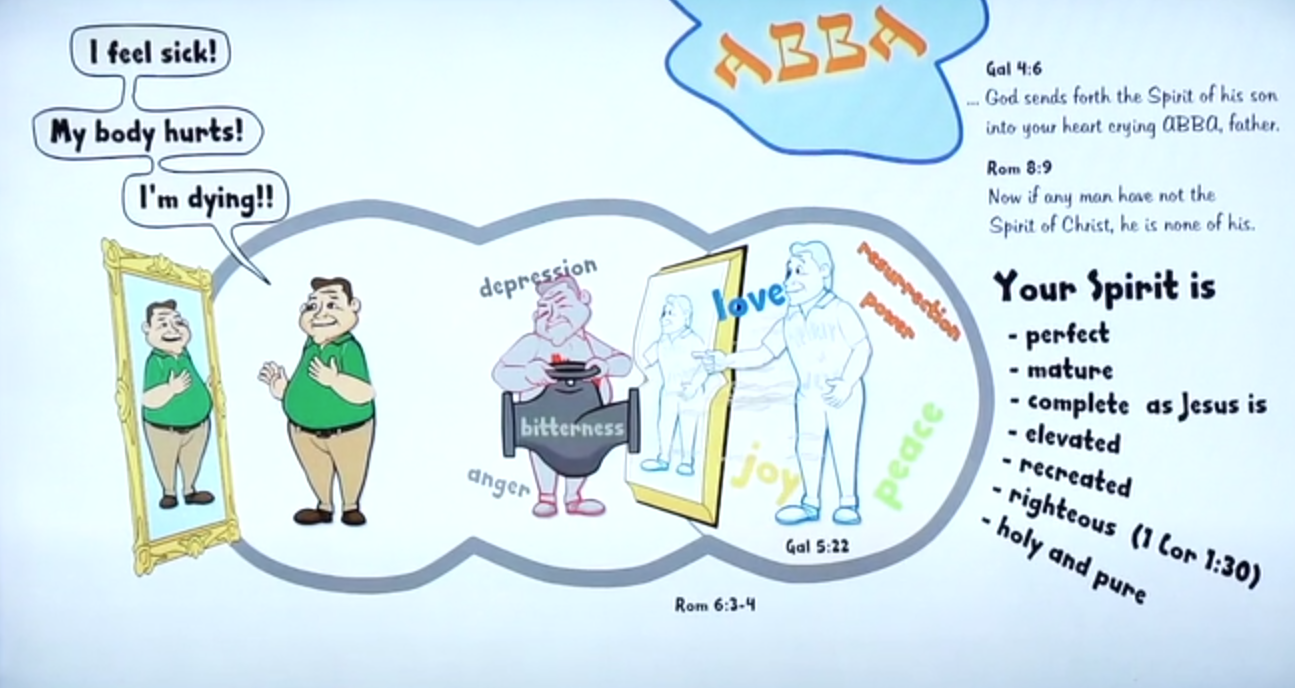 I feel sick!
My body hurts!
I'm dying!!
ABBA
Gal 4:6
... God sends forth the Spirit of his son
into your heart crying ABBA, father.
Rom 8:9
Now if any man have not the
Spirit of Christ, he is none of his.
depression
bitterness
anger
love
resurrection
power
joy
peace
Gal 5:22
Rom 6:3-4
Your Spirit is
- perfect
- mature
- complete as Jesus is
- elevated
- recreated
- righteous (1 Cor 1:30)
- holy and pure